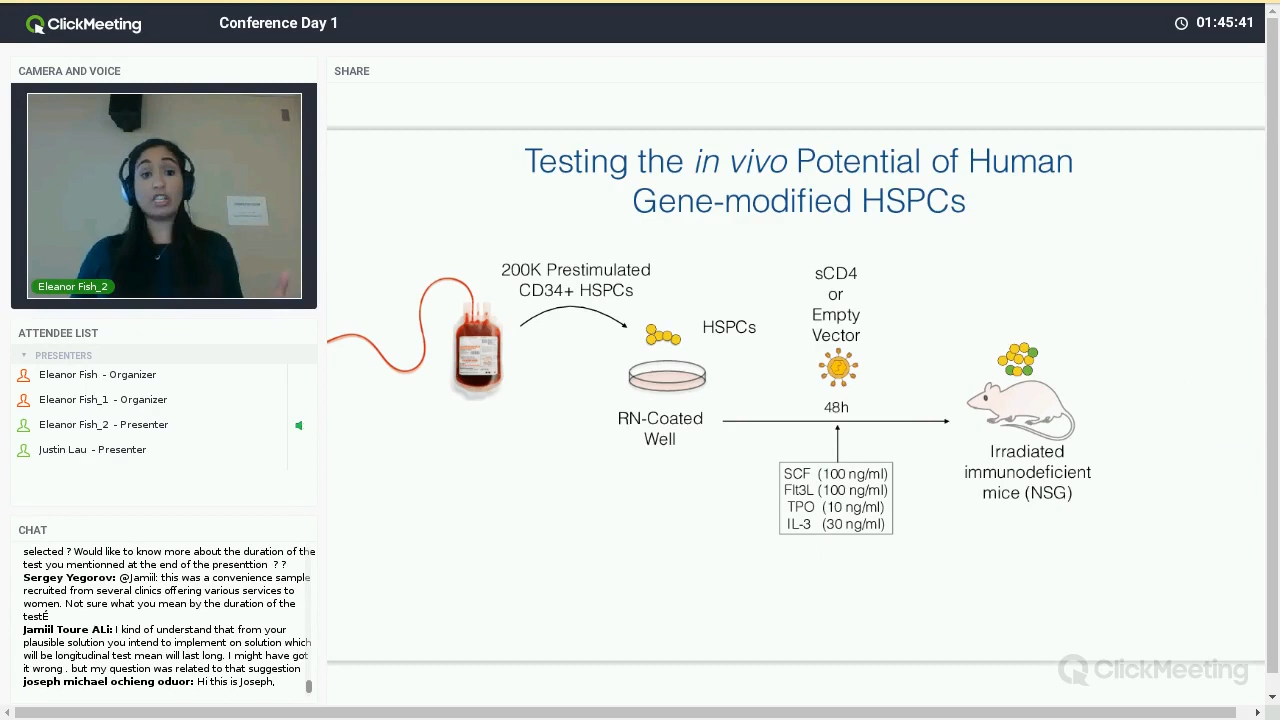 ClickMeeting
Conference Day 1
01:45:41
CAMERA AND VOICE
Eleanor Fish_2
ATTENDEE LIST
PRESENTERS
Eleanor Fish - Organizer
Eleanor Fish_1 - Organizer
Eleanor Fish_2 - Presenter
Justin Lau - Presenter
CHAT
selected ? Would like to know more about the duration of the
test you mentionned at the end of the presenttion ? ?
Sergey Yegorov: @Jamiil: this was a convenience sample
recruited from several clinics offering various services to
women. Not sure what you mean by the duration of the
testÉ
Jamiil Toure ALi: I kind of understand that from your
plausible solution you intend to implement on solution which
will be longitudinal test mean will last long. I might have got
it wrong . but my question was related to that suggestion
joseph michael ochieng oduor: Hi this is Joseph,
SHARE
Testing the in vivo Potential of Human
Gene-modified HSPCs
200K Prestimulated
CD34+ HSPCs
HSPCs
RN-Coated
Well
sCD4
or
Empty
Vector
48h
SCF (100 ng/ml)
Flt3L (100 ng/ml)
TPO (10 ng/ml)
IL-3 (30 ng/ml)
Irradiated
immunodeficient
mice (NSG)
ClickMeeting